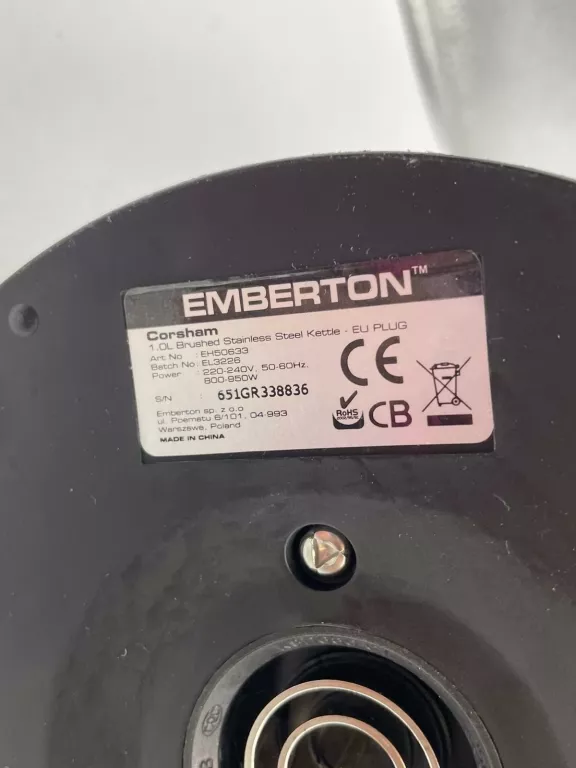 EMBERTON™
Corsham
1.0L Brushed Stainless Steel Kettle - EU PLUG
Art No : EH50633
Batch No : EL3226
Power : 220-240V, 50-60Hz,
800-950W
S/N : 651GR338836
Emberton sp. z o.o
ul. Poematu 6/101, 04-993
Warszawa, Poland
MADE IN CHINA
CE
RoHS
CB